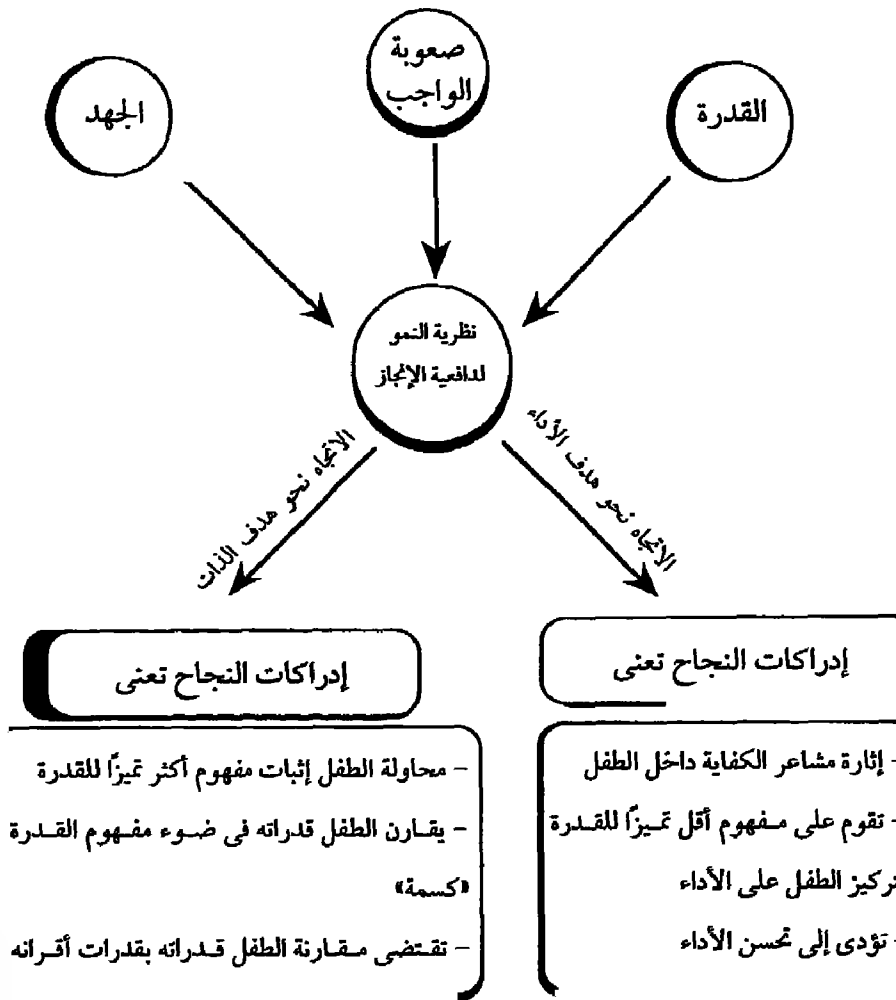 صعوبة
الواجب
القدرة
الجهد
نظرية النمو
لدافعية الإنجاز
الاتجاه نحو هدف الأداء
الاتجاه نحو هدف الذات
إدراكات النجاح تعنى
- إثارة مشاعر الكفاية داخل الطفل
- تقوم على مفهوم أقل تميزًا للقدرة
تركيز الطفل على الأداء
- تؤدى إلى تحسن الأداء
إدراكات النجاح تعنى
- محاولة الطفل إثبات مفهوم أكثر تميزًا للقدرة
- يقارن الطفل قدراته فى ضوء مفهوم القدرة
«كسمة»
- تقتضى مقارنة الطفل قدراته بقدرات أقرانه